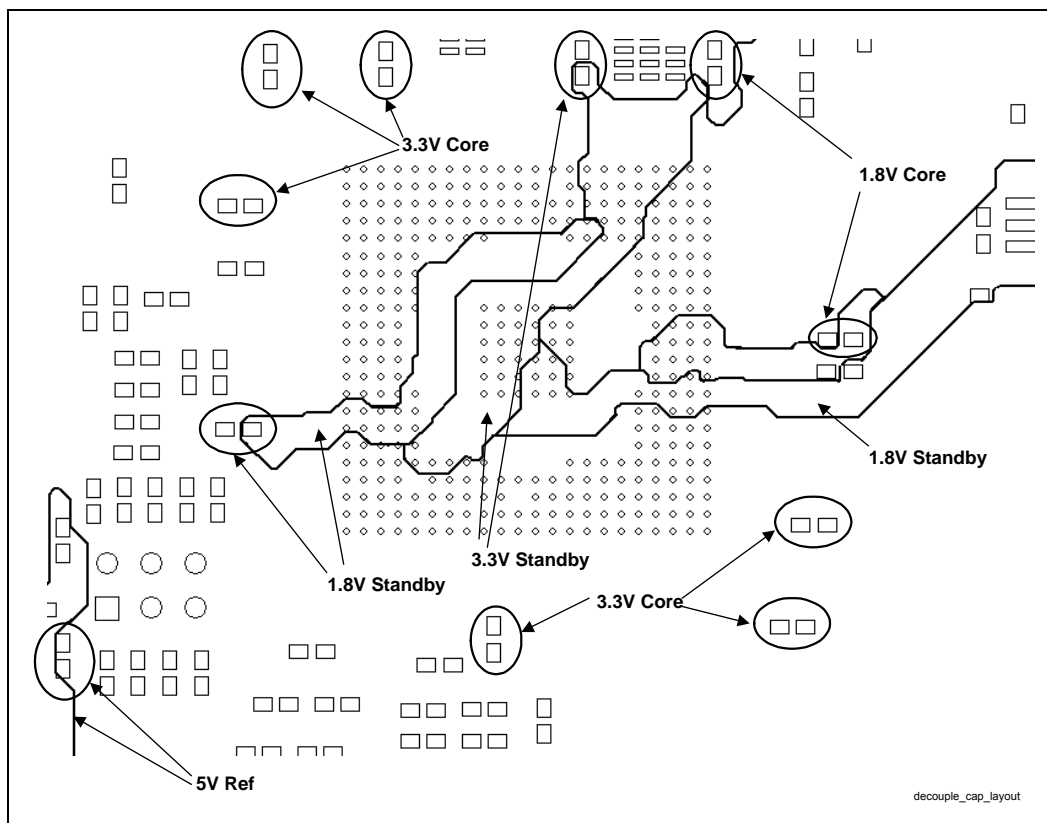 3.3V Core
1.8V Core
1.8V Standby
3.3V Standby
1.8V Standby
3.3V Core
5V Ref
decouple_cap_layout